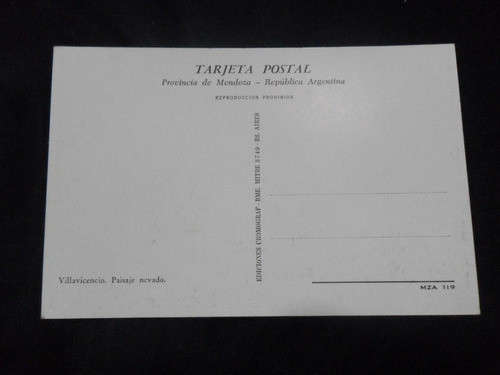 TARJETA POSTAL
Provincia de Mendoza – República Argentina
REPRODUCCION PROHIBIDA
EDICIONES CROMOGRAF - BME. MITRE 3749 - BS. AIRES
Villavicencio. Paisaje nevado.
MZA 119